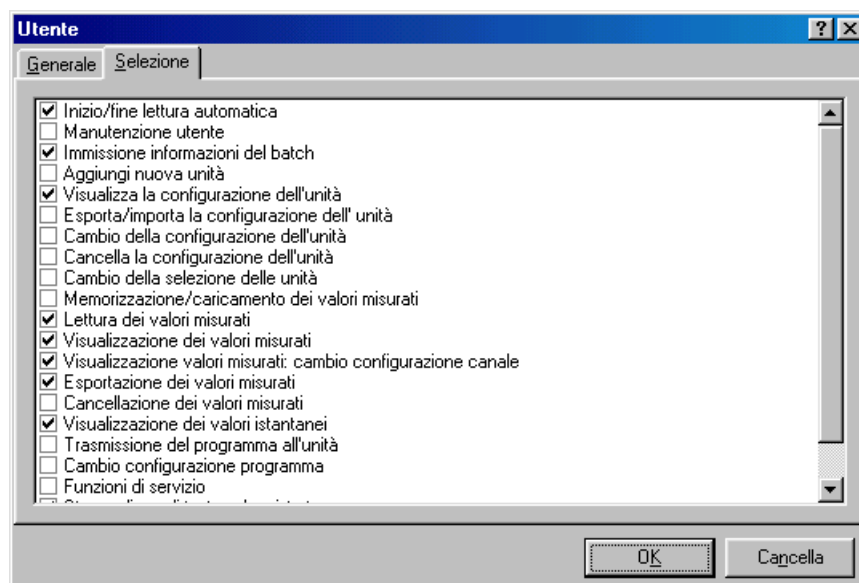 Utente
Generale Selezione
Inizio/fine lettura automatica
Manutenzione utente
Immissione informazioni del batch
Aggiungi nuova unità
Visualizza la configurazione dell'unità
Esporta/importa la configurazione dell' unità
Cambio della configurazione dell'unità
Cancella la configurazione dell'unità
Cambio della selezione delle unità
Memorizzazione/caricamento dei valori misurati
Lettura dei valori misurati
Visualizzazione dei valori misurati
Visualizzazione valori misurati: cambio configurazione canale
Esportazione dei valori misurati
Cancellazione dei valori misurati
Visualizzazione dei valori istantanei
Trasmissione del programma all'unità
Cambio configurazione programma
Funzioni di servizio
OK Cancella